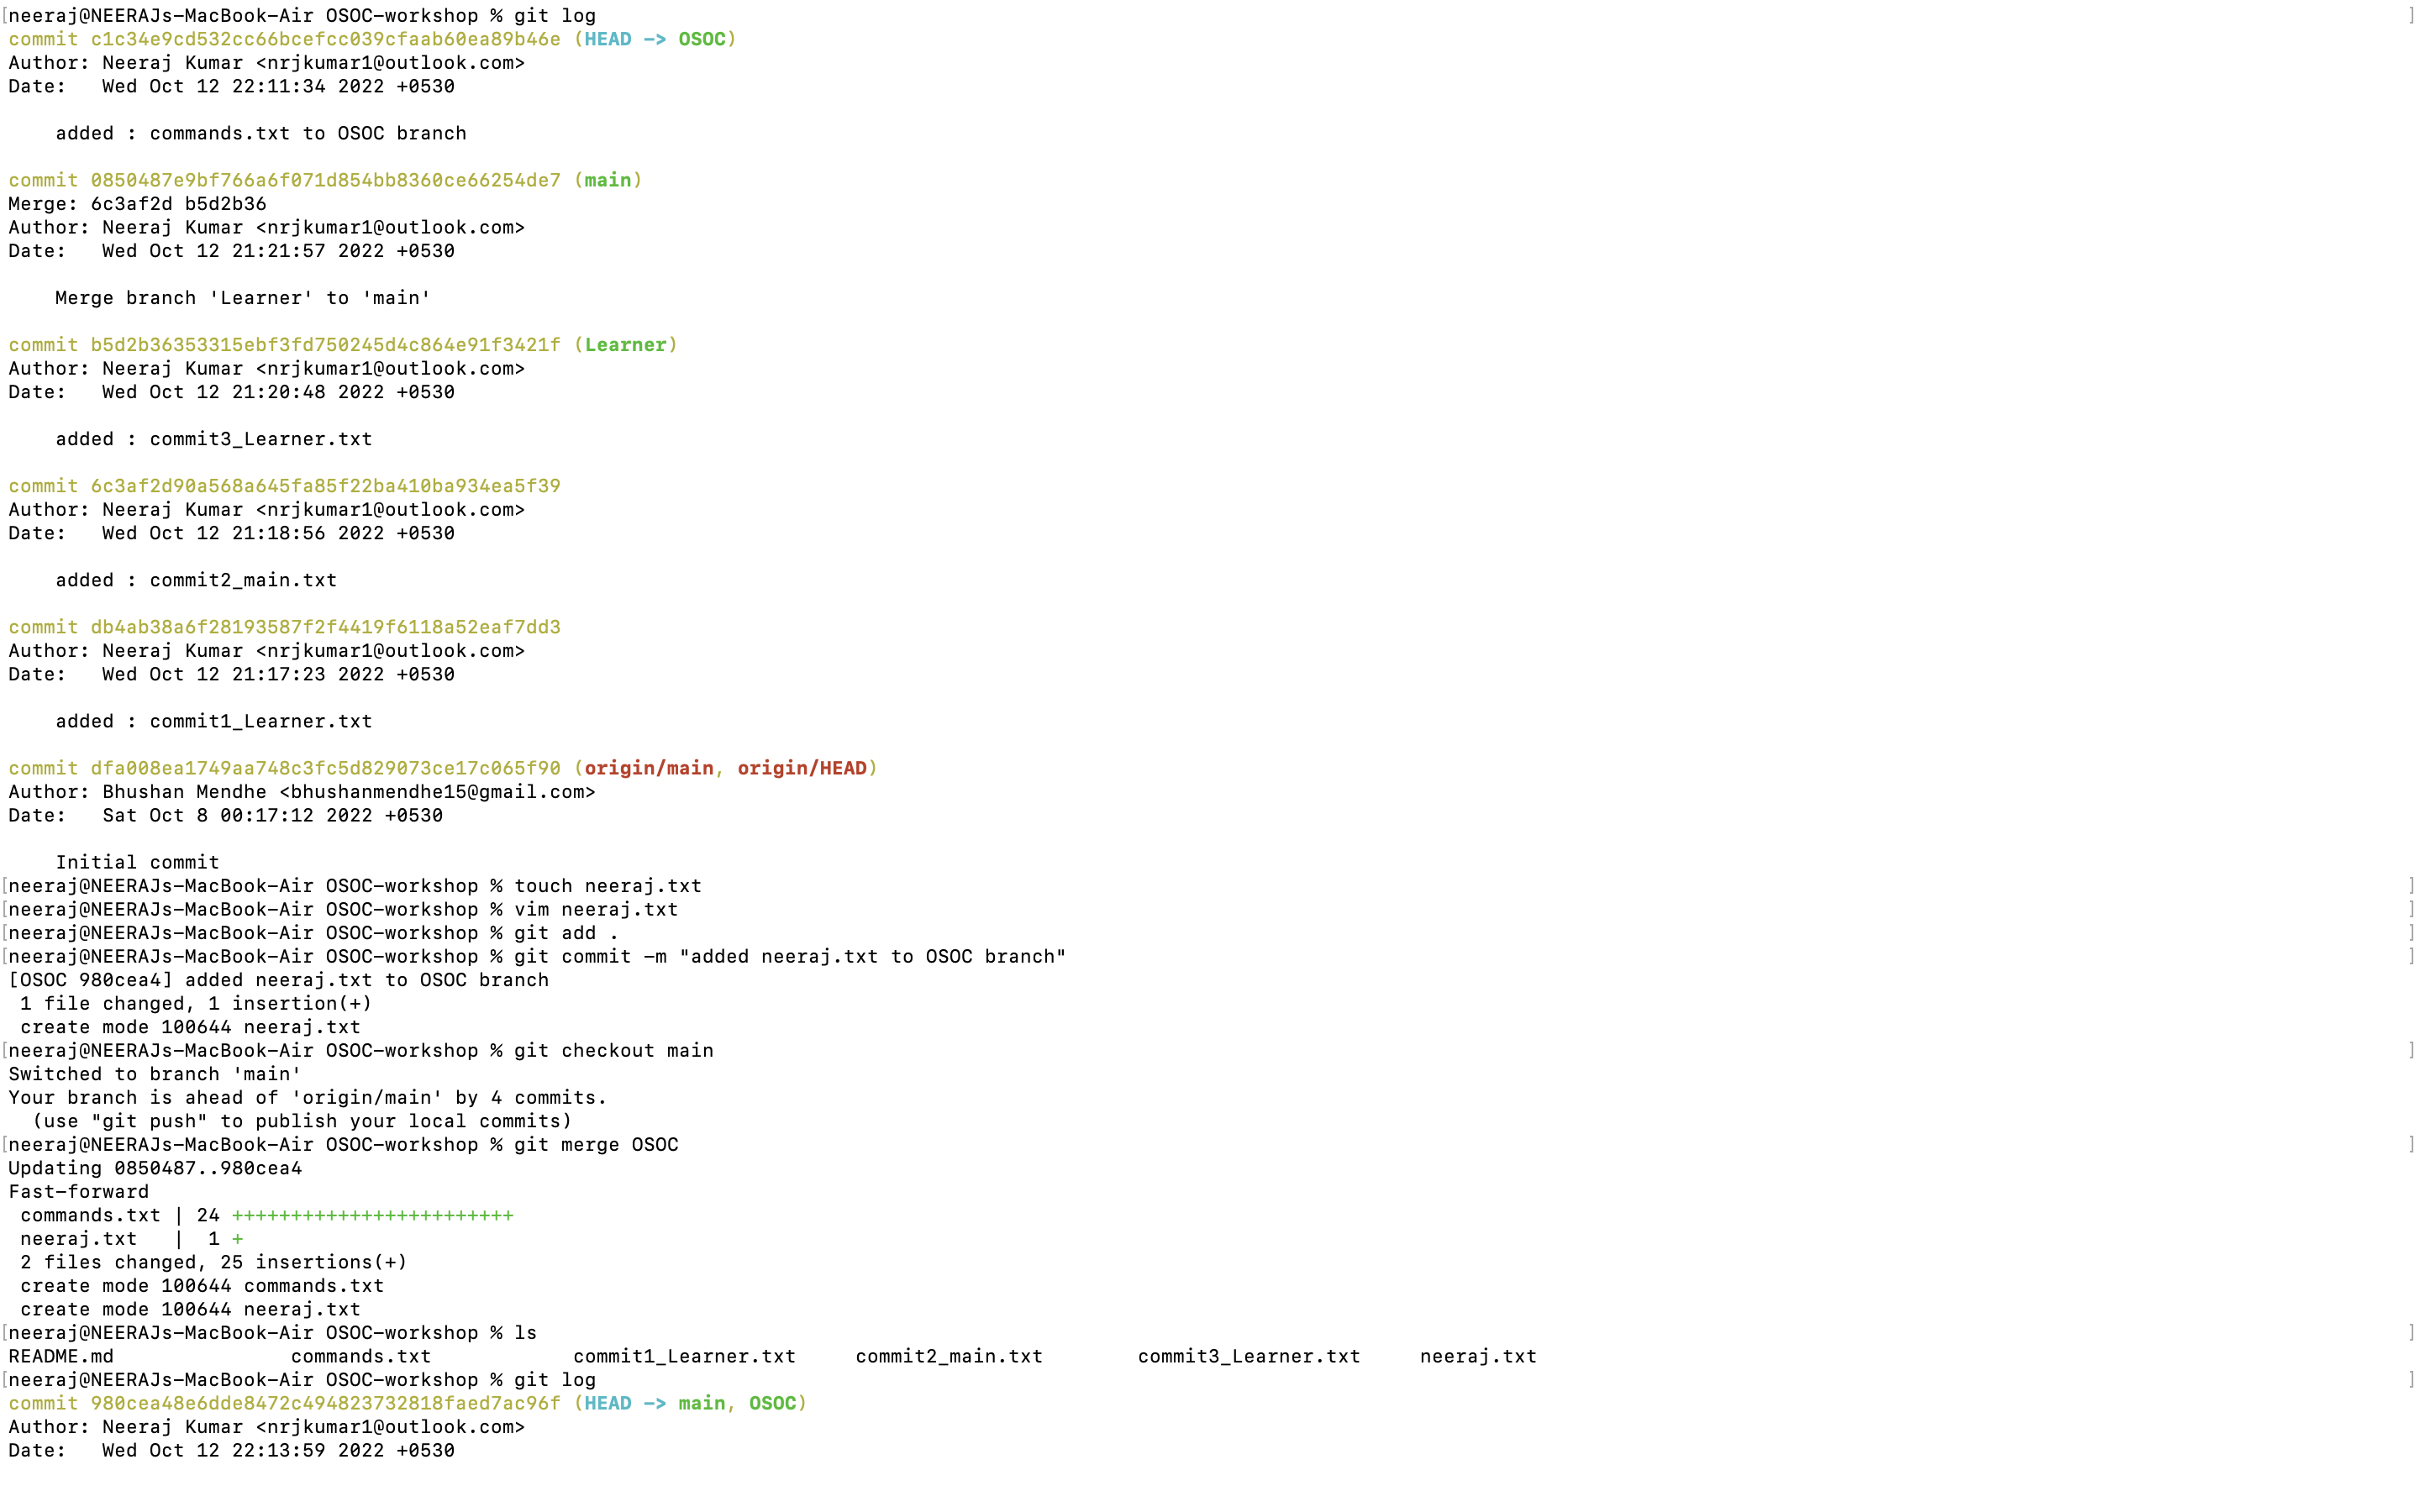 [neeraj@NEERAJs-MacBook-Air OSOC-workshop % git log ]
commit c1c34e9cd532cc66bcefcc039cfaab60ea89b46e (HEAD -> OSOC)
Author: Neeraj Kumar <nrjkumar1@outlook.com>
Date:   Wed Oct 12 22:11:34 2022 +0530

    added : commands.txt to OSOC branch

commit 0850487e9bf766a6f071d854bb8360ce66254de7 (main)
Merge: 6c3af2d b5d2b36
Author: Neeraj Kumar <nrjkumar1@outlook.com>
Date:   Wed Oct 12 21:21:57 2022 +0530

    Merge branch 'Learner' to 'main'

commit b5d2b36353315ebf3fd750245d4c864e91f3421f (Learner)
Author: Neeraj Kumar <nrjkumar1@outlook.com>
Date:   Wed Oct 12 21:20:48 2022 +0530

    added : commit3_Learner.txt

commit 6c3af2d90a568a645fa85f22ba410ba934ea5f39
Author: Neeraj Kumar <nrjkumar1@outlook.com>
Date:   Wed Oct 12 21:18:56 2022 +0530

    added : commit2_main.txt

commit db4ab38a6f28193587f2f4419f6118a52eaf7dd3
Author: Neeraj Kumar <nrjkumar1@outlook.com>
Date:   Wed Oct 12 21:17:23 2022 +0530

    added : commit1_Learner.txt

commit dfa008ea1749aa748c3fc5d829073ce17c065f90 (origin/main, origin/HEAD)
Author: Bhushan Mendhe <bhushanmendhe15@gmail.com>
Date:   Sat Oct 8 00:17:12 2022 +0530

    Initial commit
[neeraj@NEERAJs-MacBook-Air OSOC-workshop % touch neeraj.txt ]
[neeraj@NEERAJs-MacBook-Air OSOC-workshop % vim neeraj.txt ]
[neeraj@NEERAJs-MacBook-Air OSOC-workshop % git add . ]
[neeraj@NEERAJs-MacBook-Air OSOC-workshop % git commit -m "added neeraj.txt to OSOC branch" ]
[OSOC 980cea4] added neeraj.txt to OSOC branch
 1 file changed, 1 insertion(+)
 create mode 100644 neeraj.txt
[neeraj@NEERAJs-MacBook-Air OSOC-workshop % git checkout main ]
Switched to branch 'main'
Your branch is ahead of 'origin/main' by 4 commits.
  (use "git push" to publish your local commits)
[neeraj@NEERAJs-MacBook-Air OSOC-workshop % git merge OSOC ]
Updating 0850487..980cea4
Fast-forward
 commands.txt | 24 ++++++++++++++++++++++++
 neeraj.txt   |  1 +
 2 files changed, 25 insertions(+)
 create mode 100644 commands.txt
 create mode 100644 neeraj.txt
[neeraj@NEERAJs-MacBook-Air OSOC-workshop % ls ]
README.md commands.txt commit1_Learner.txt commit2_main.txt commit3_Learner.txt neeraj.txt
[neeraj@NEERAJs-MacBook-Air OSOC-workshop % git log ]
commit 980cea48e6dde8472c494823732818faed7ac96f (HEAD -> main, OSOC)
Author: Neeraj Kumar <nrjkumar1@outlook.com>
Date:   Wed Oct 12 22:13:59 2022 +0530